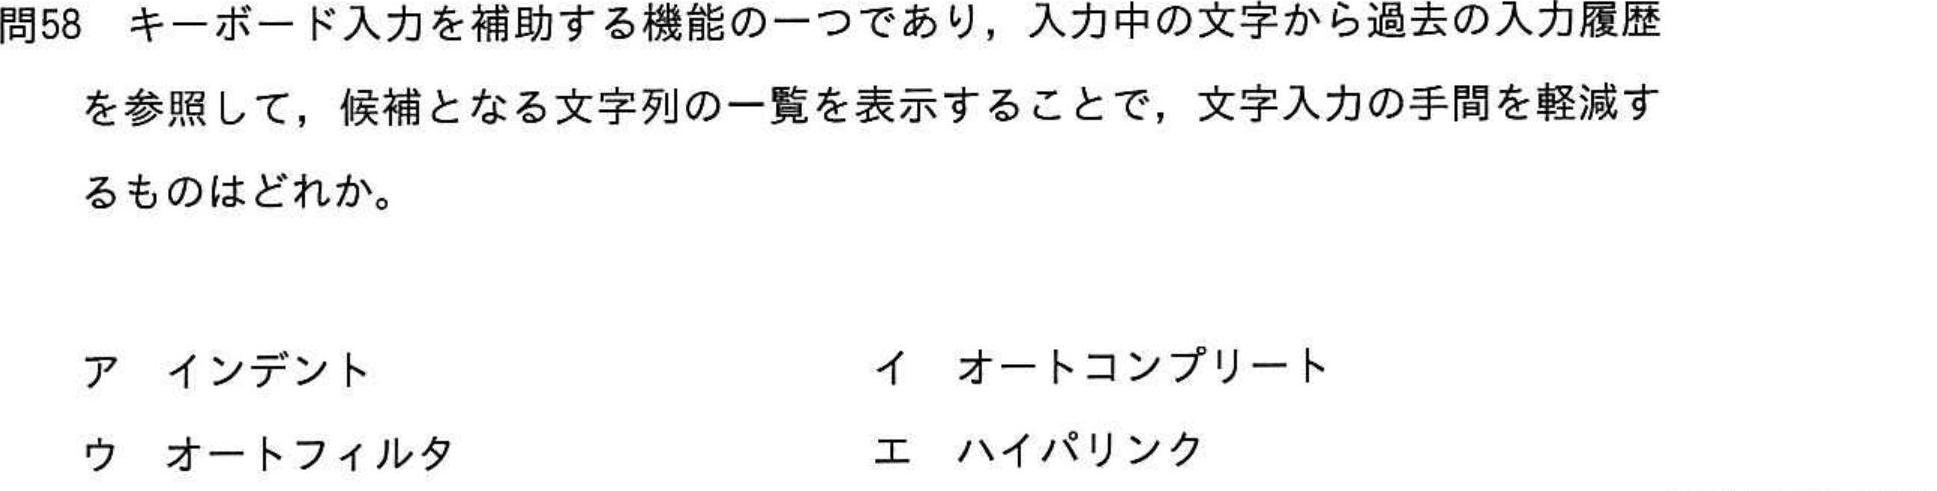 問58　キーボード入力を補助する機能の一つであり，入力中の文字から過去の入力履歴
を参照して，候補となる文字列の一覧を表示することで，文字入力の手間を軽減す
るものはどれか。
ア　インデント　イ　オートコンプリート
ウ　オートフィルタ　エ　ハイパリンク